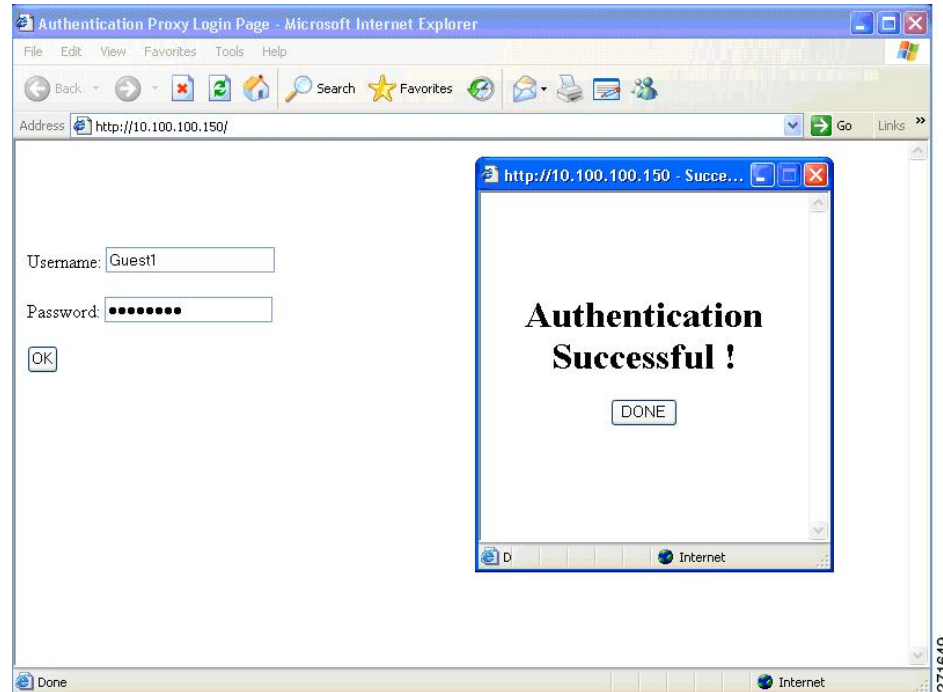 Authentication Proxy Login Page - Microsoft Internet Explorer
File Edit View Favorites Tools Help
Back Search Favorites
Address http://10.100.100.150/ Go Links »
http://10.100.100.150 - Succe...
Username: Guest1
Password: ••••••••
OK
Authentication
Successful !
DONE
D Internet
Done Internet
271649